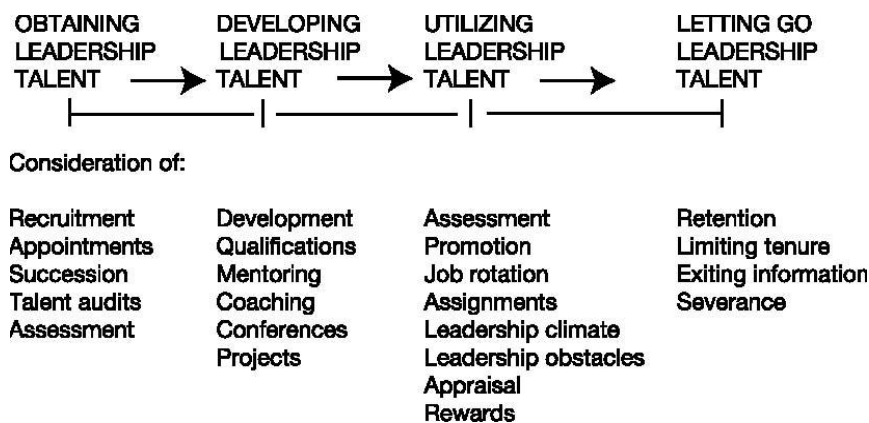 OBTAINING
LEADERSHIP
TALENT
DEVELOPING
LEADERSHIP
TALENT
UTILIZING
LEADERSHIP
TALENT
LETTING GO
LEADERSHIP
TALENT
Consideration of:
Recruitment
Appointments
Succession
Talent audits
Assessment
Development
Qualifications
Mentoring
Coaching
Conferences
Projects
Assessment
Promotion
Job rotation
Assignments
Leadership climate
Leadership obstacles
Appraisal
Rewards
Retention
Limiting tenure
Exiting information
Severance